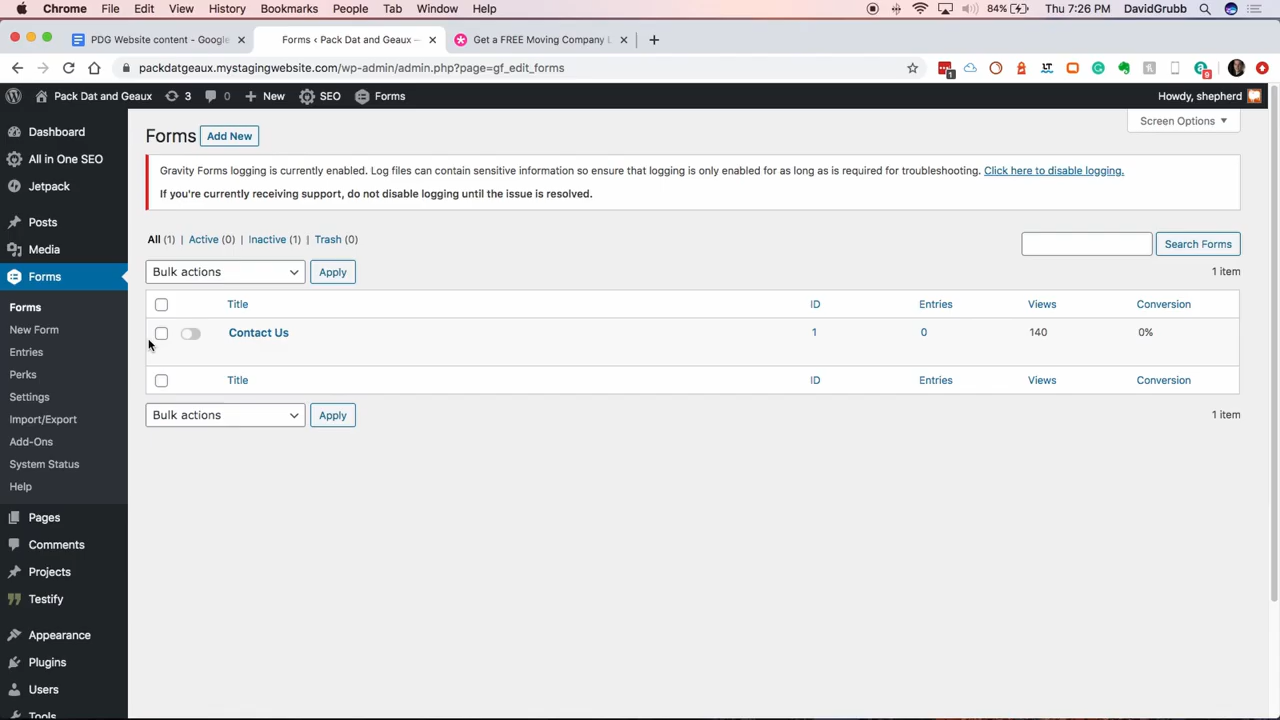 Chrome File Edit View History Bookmarks People Tab Window Help 84% Thu 7:26 PM DavidGrubb
PDG Website content - Google Forms ‹ Pack Dat and Geaux — Get a FREE Moving Company
packdatgeaux.mystagingwebsite.com/wp-admin/admin.php?page=gf_edit_forms 1 9
Pack Dat and Geaux 3 0 New SEO Forms Howdy, shepherd
Dashboard
All in One SEO
Jetpack
Posts
Media
Forms
Forms
New Form
Entries
Perks
Settings
Import/Export
Add-Ons
System Status
Help
Pages
Comments
Projects
Testify
Appearance
Plugins
Users
Tools
Screen Options
Forms Add New
Gravity Forms logging is currently enabled. Log files can contain sensitive information so ensure that logging is only enabled for as long as is required for troubleshooting. Click here to disable logging.
If you're currently receiving support, do not disable logging until the issue is resolved.
All (1) | Active (0) | Inactive (1) | Trash (0)
Search Forms
Bulk actions Apply 1 item
Title ID Entries Views Conversion
Contact Us 1 0 140 0%
Title ID Entries Views Conversion
Bulk actions Apply 1 item